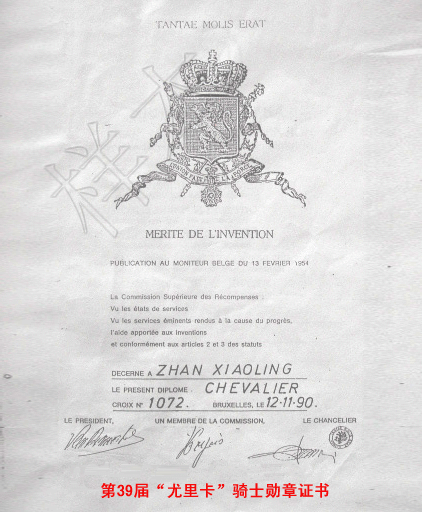 TANTAE MOLIS ERAT
样本
MERITE DE L'INVENTION
PUBLICATION AU MONITEUR BELGE DU 13 FEVRIER 1954
La Commission Supérieure des Récompenses :
Vu les états de services
Vu les services éminents rendus à la cause du progrès,
l'aide apportée aux inventions
et conformément aux articles 2 et 3 des statuts
DECERNE A ZHAN XIAOLING
LE PRESENT DIPLOME CHEVALIER
CROIX N° 1072. BRUXELLES, LE 12-11-90.
LE PRESIDENT, UN MEMBRE DE LA COMMISSION, LE CHANCELIER
第39届“尤里卡”骑士勋章证书